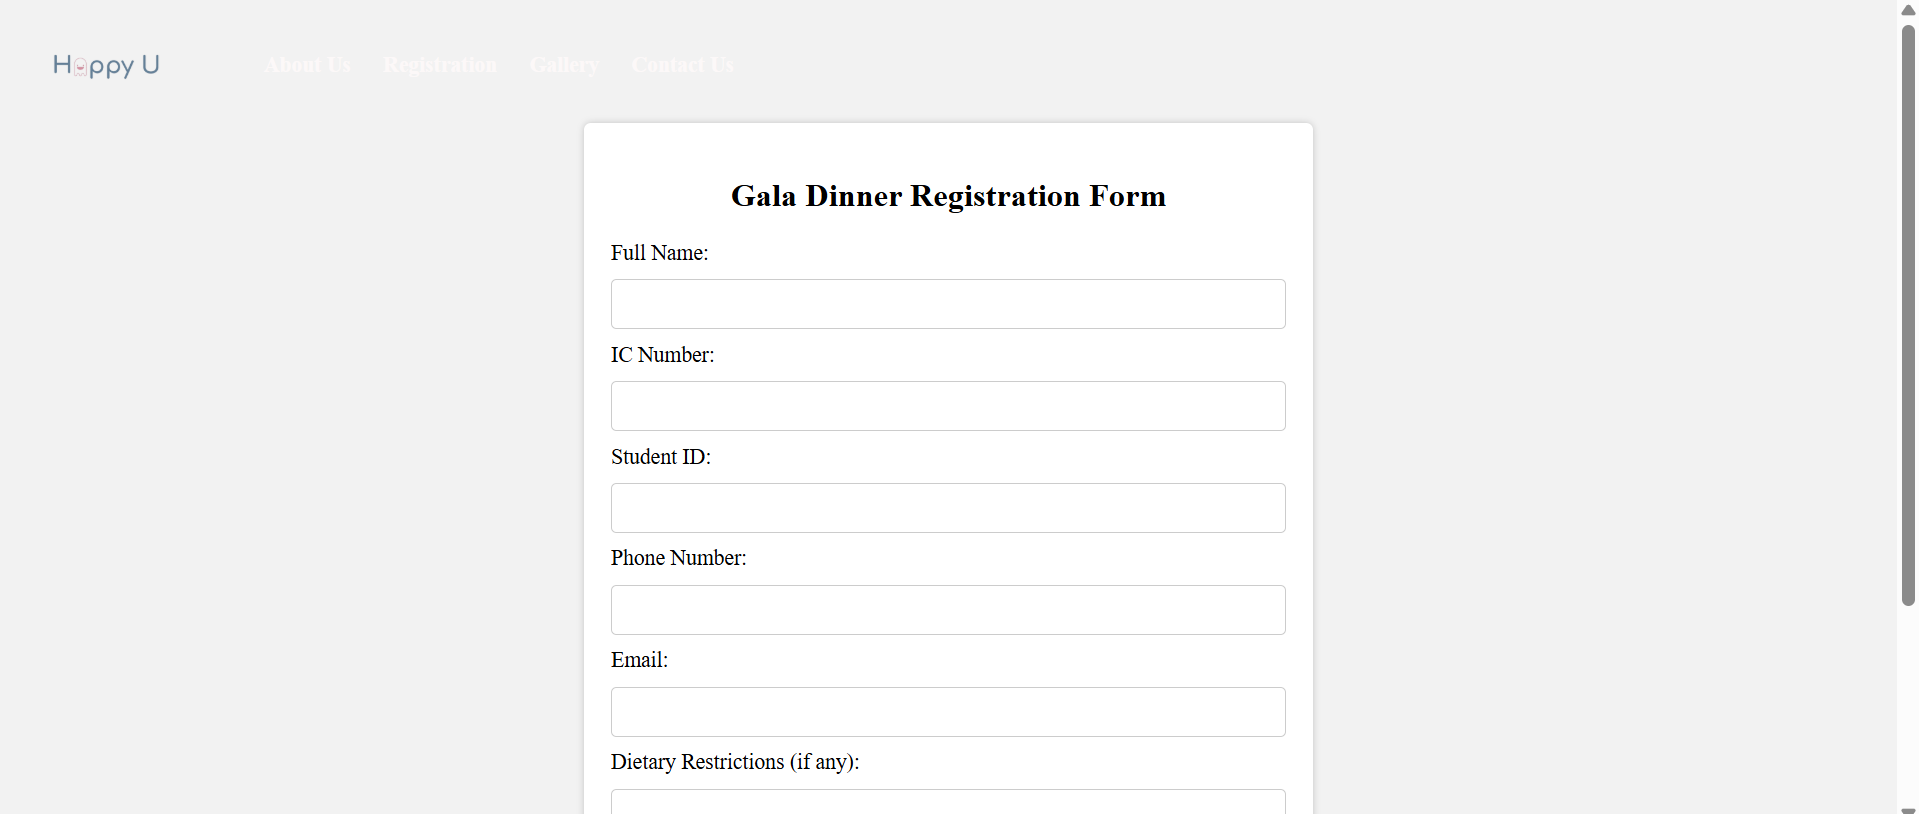 Happy U
About Us Registration Gallery Contact Us
Gala Dinner Registration Form
Full Name:
IC Number:
Student ID:
Phone Number:
Email:
Dietary Restrictions (if any):